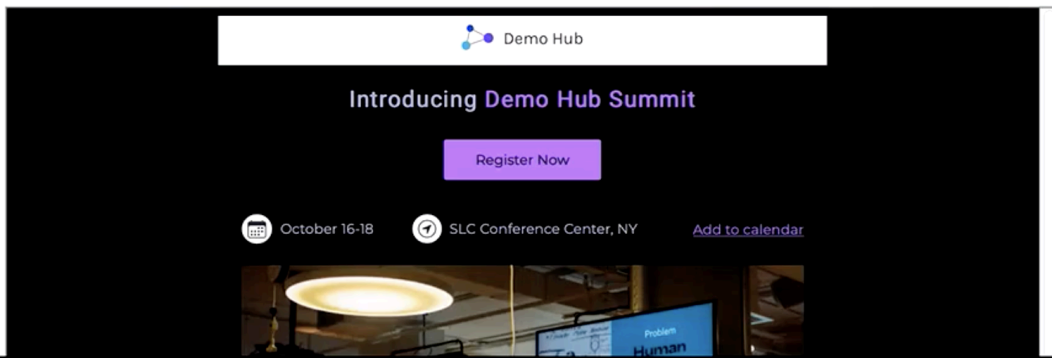 Demo Hub
Introducing Demo Hub Summit
Register Now
October 16-18 SLC Conference Center, NY Add to calendar
Problem
Human